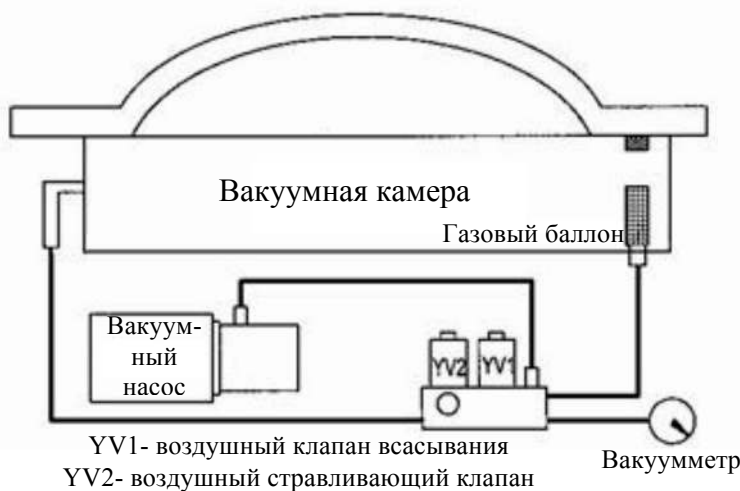 Вакуумная камера
Газовый баллон
Вакуум-
ный
насос
YV2 YV1
YV1- воздушный клапан всасывания
YV2- воздушный стравливающий клапан
Вакуумметр